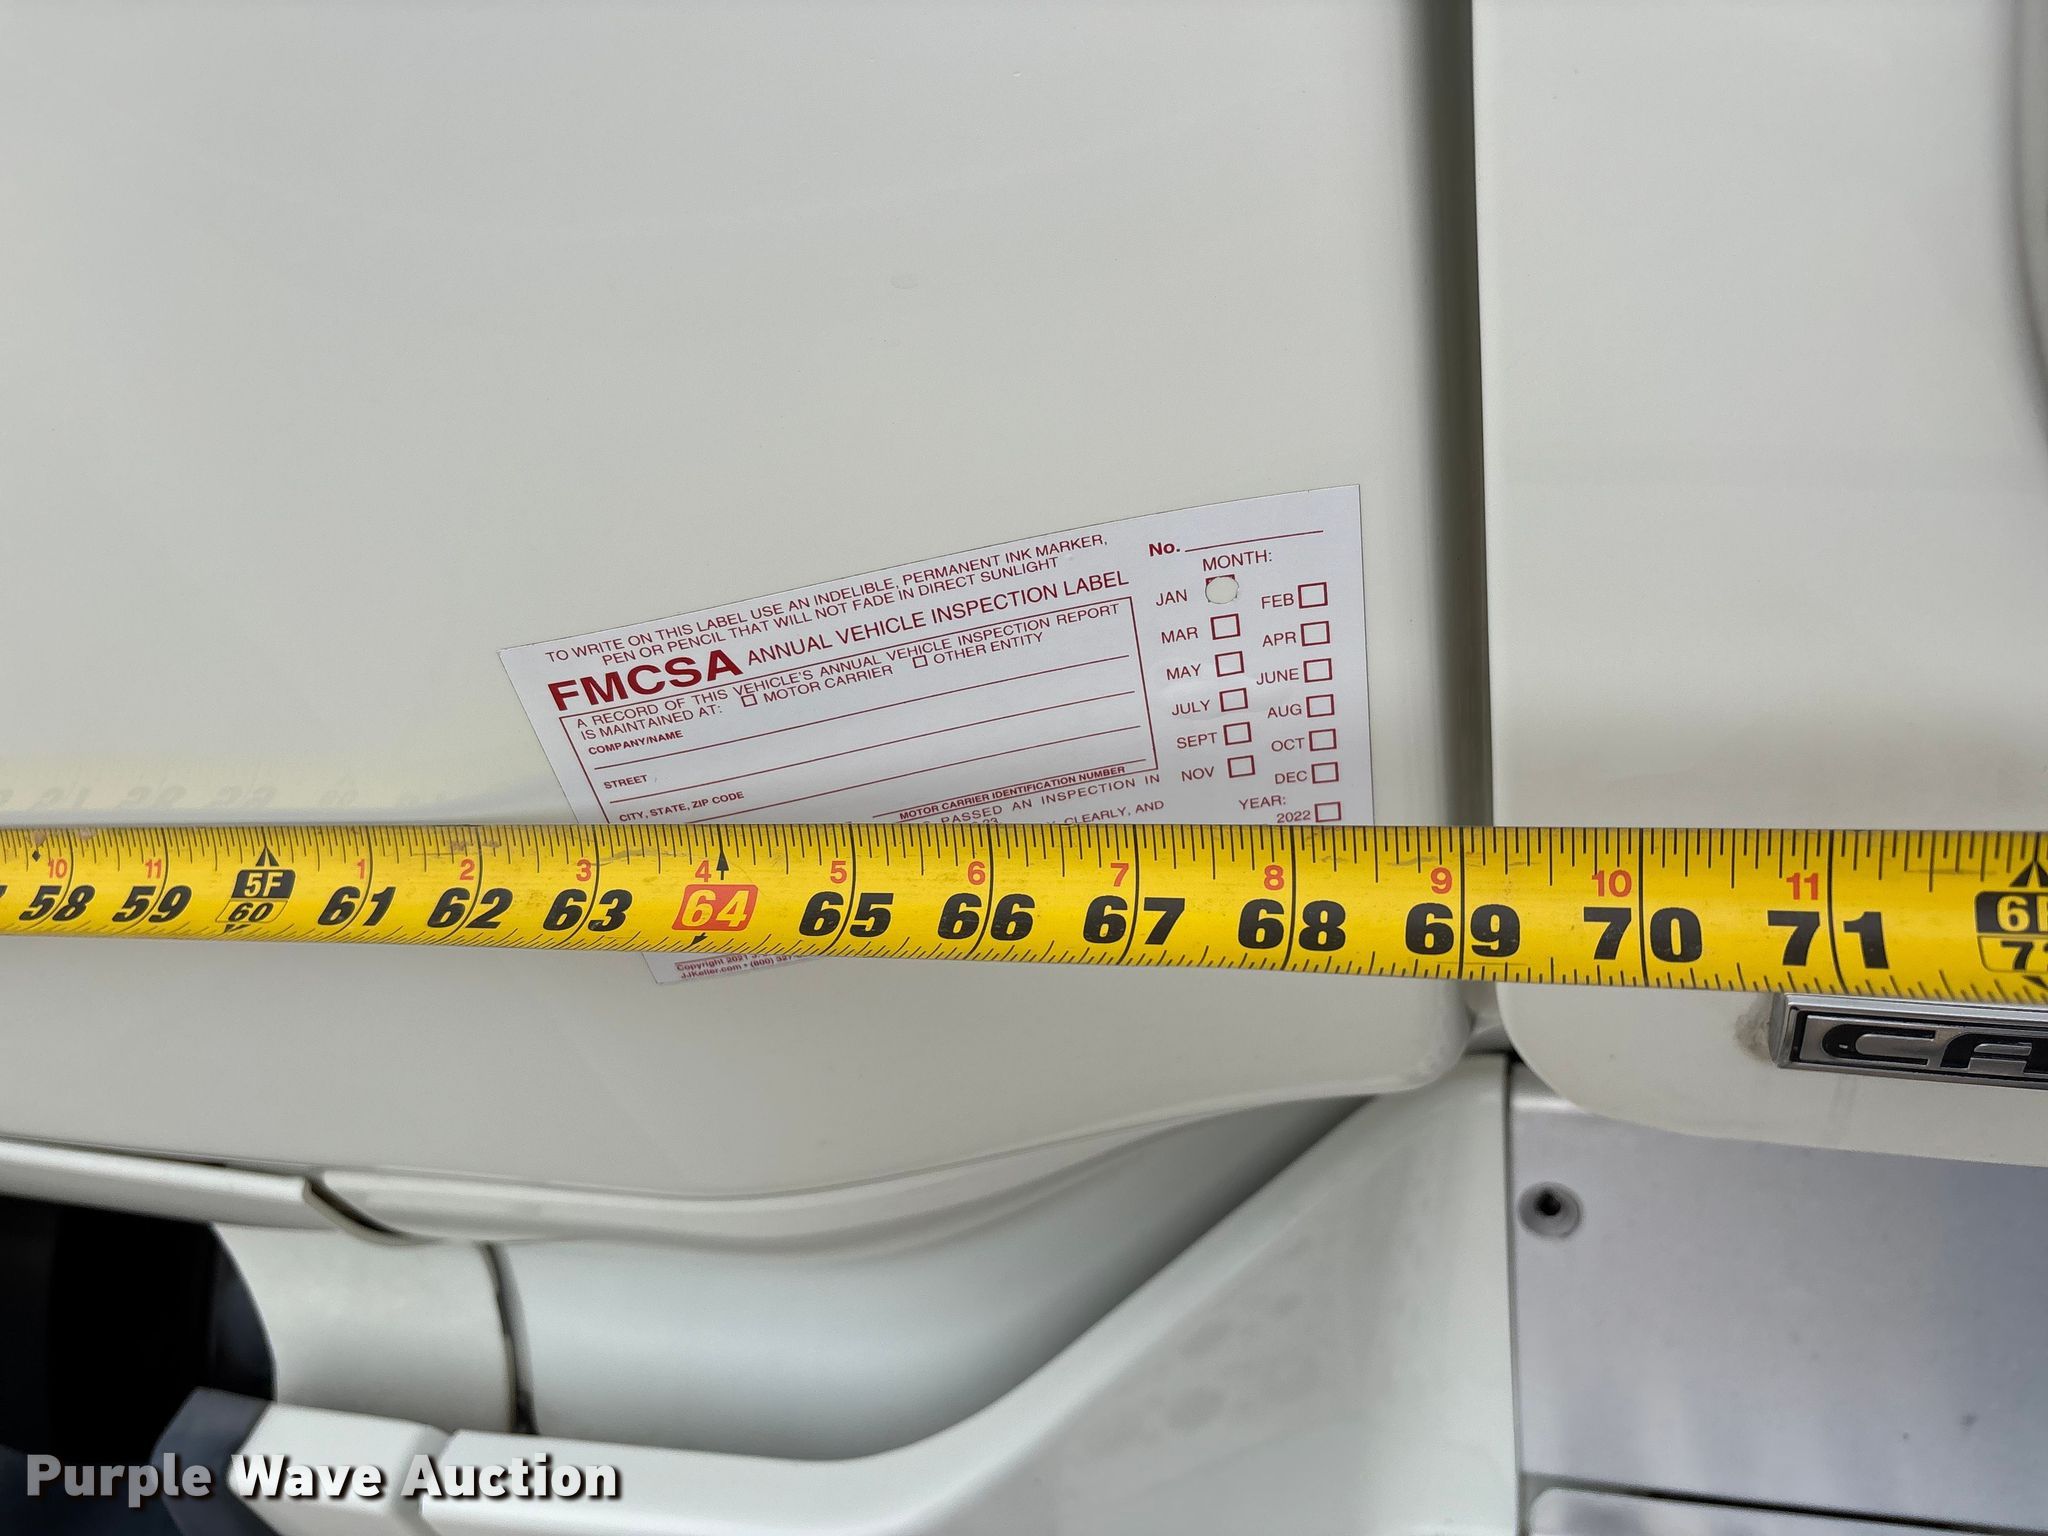 No.
TO WRITE ON THIS LABEL USE AN INDELIBLE, PERMANENT INK MARKER,
PEN OR PENCIL THAT WILL NOT FADE IN DIRECT SUNLIGHT
FMCSA ANNUAL VEHICLE INSPECTION LABEL
A RECORD OF THIS VEHICLE'S ANNUAL VEHICLE INSPECTION REPORT
IS MAINTAINED AT: MOTOR CARRIER OTHER ENTITY
COMPANY/NAME
STREET
CITY, STATE, ZIP CODE
MOTOR CARRIER IDENTIFICATION NUMBER
PASSED AN INSPECTION IN
CLEARLY, AND
MONTH:
JAN FEB
MAR APR
MAY JUNE
JULY AUG
SEPT OCT
NOV DEC
YEAR:
2022
10 11 5F 1 2 3 4 5 6 7 8 9 10 11
58 59 60 61 62 63 64 65 66 67 68 69 70 71
Copyright 2021
JJKeller.com • (800)
Purple Wave Auction